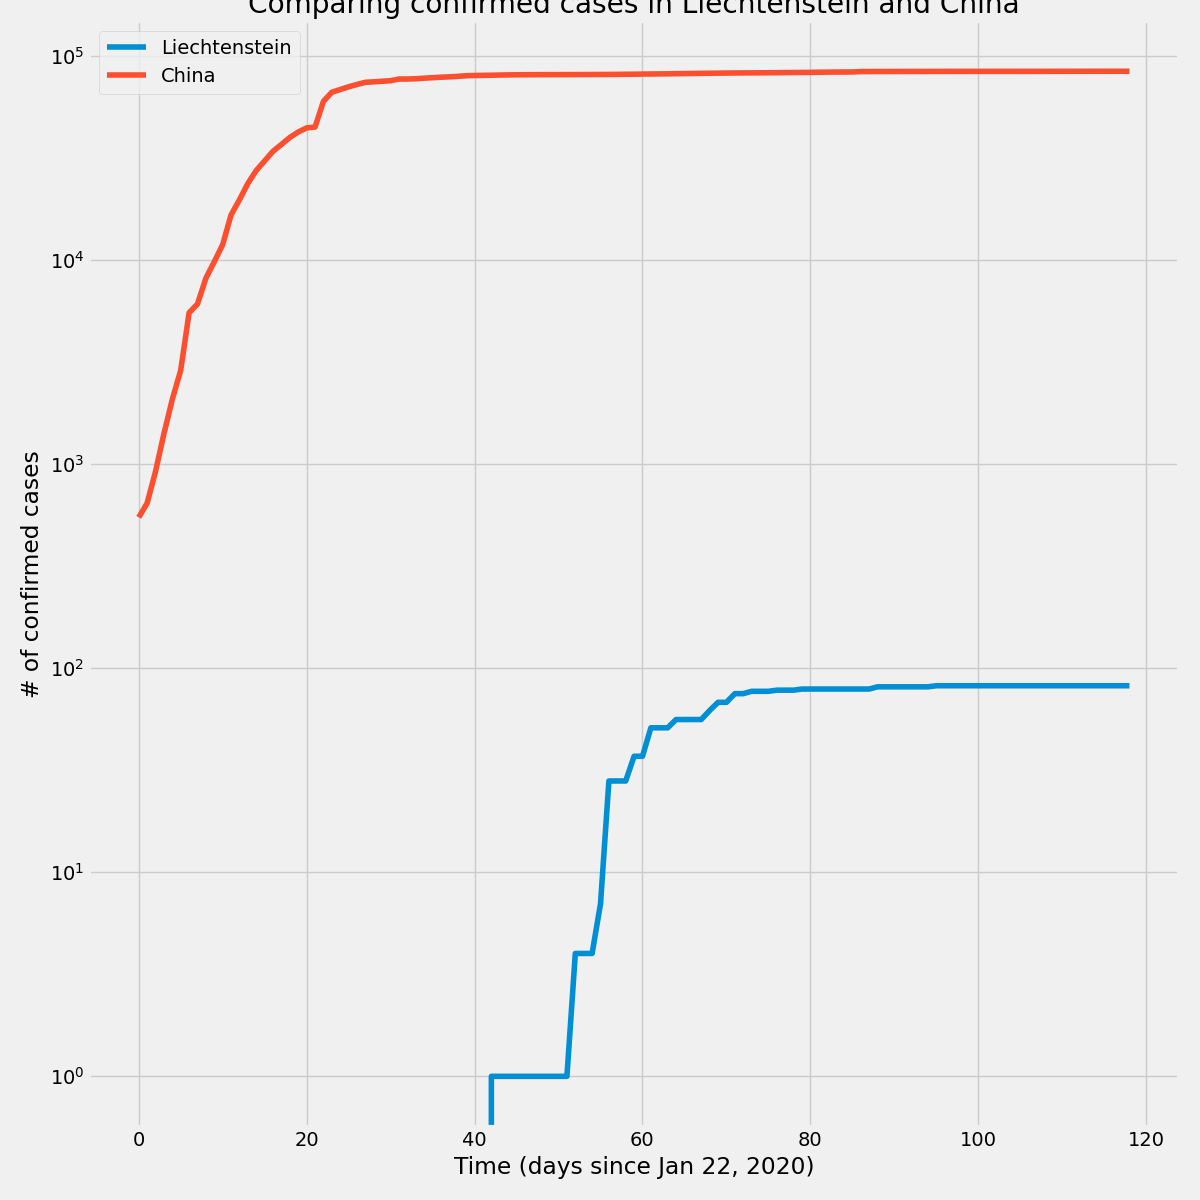 Comparing confirmed cases in Liechtenstein and China
Liechtenstein
China
10⁵
10⁴
10³
10²
10¹
10⁰
# of confirmed cases
0 20 40 60 80 100 120
Time (days since Jan 22, 2020)